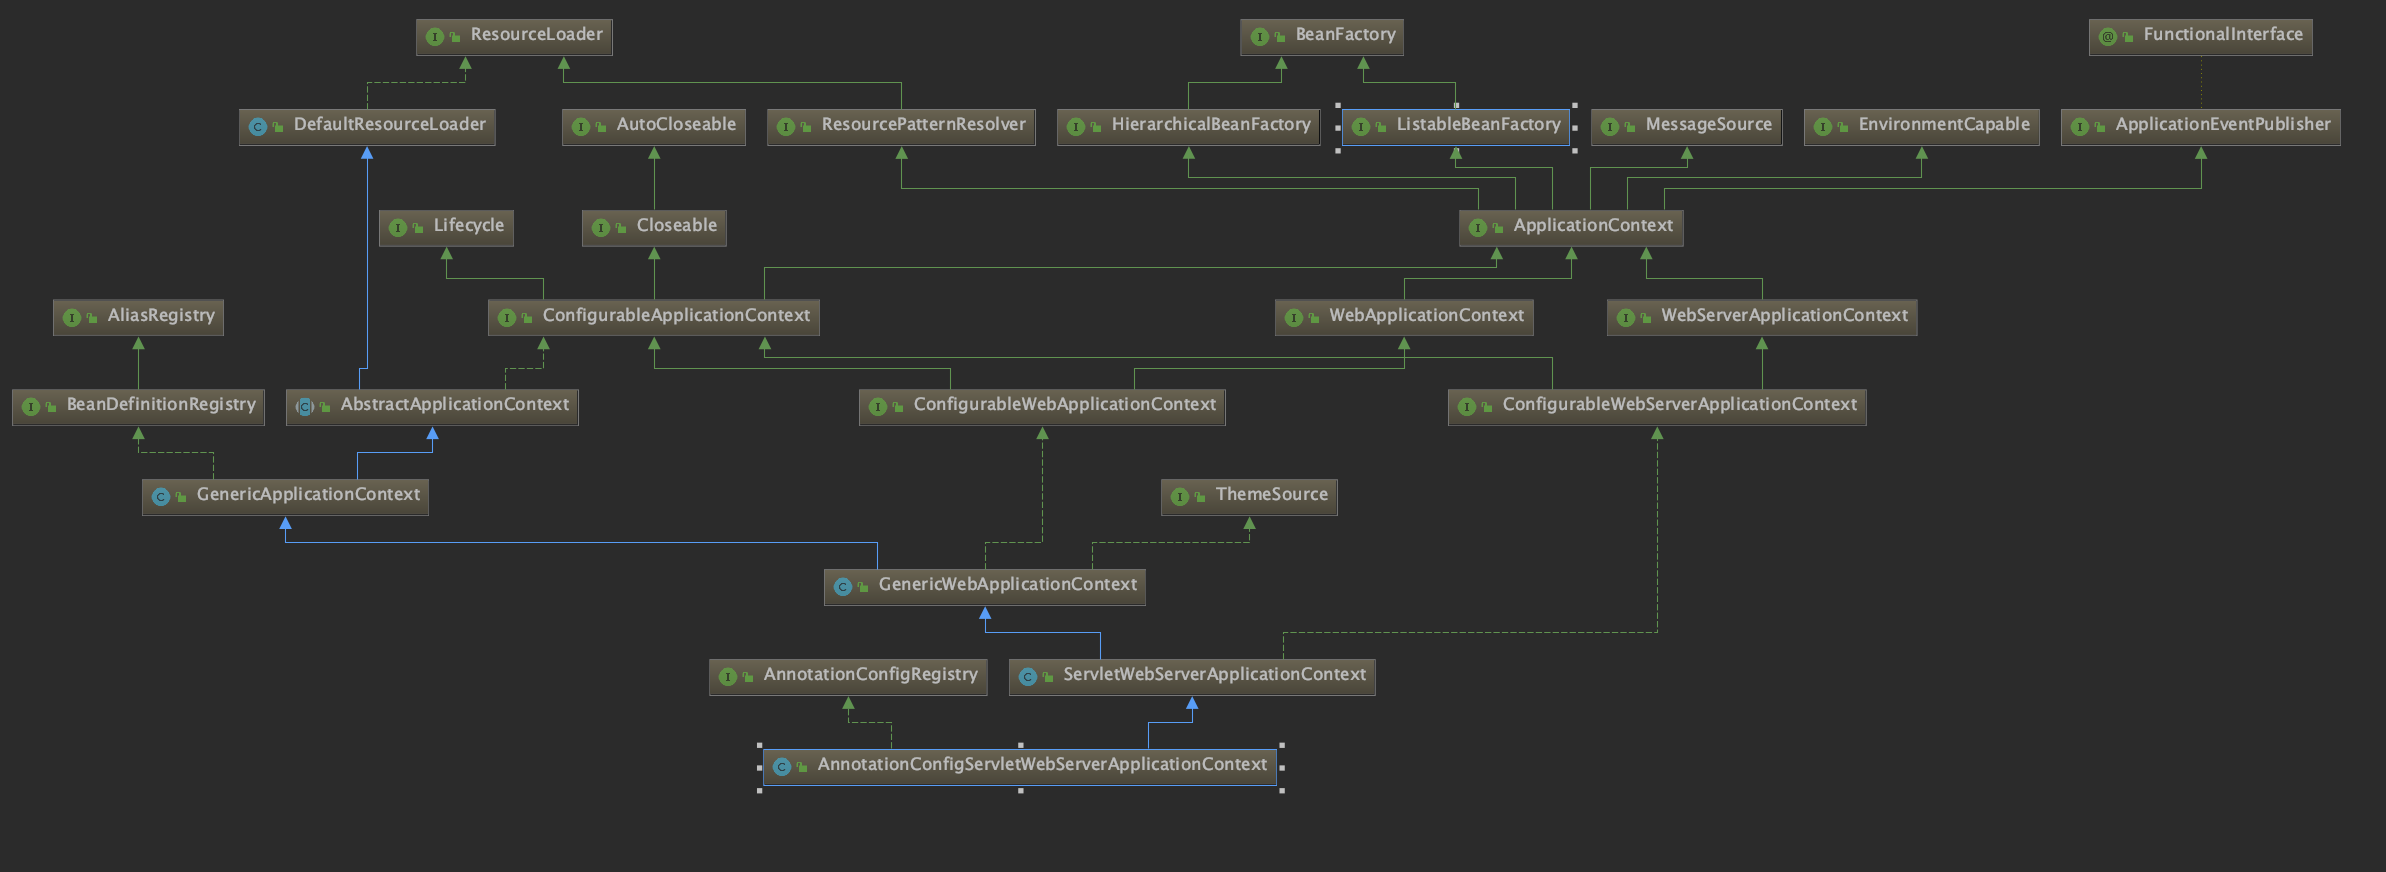 ResourceLoader
BeanFactory
FunctionalInterface
DefaultResourceLoader
AutoCloseable
ResourcePatternResolver
HierarchicalBeanFactory
ListableBeanFactory
MessageSource
EnvironmentCapable
ApplicationEventPublisher
Lifecycle
Closeable
ApplicationContext
AliasRegistry
ConfigurableApplicationContext
WebApplicationContext
WebServerApplicationContext
BeanDefinitionRegistry
AbstractApplicationContext
ConfigurableWebApplicationContext
ConfigurableWebServerApplicationContext
GenericApplicationContext
ThemeSource
GenericWebApplicationContext
AnnotationConfigRegistry
ServletWebServerApplicationContext
AnnotationConfigServletWebServerApplicationContext